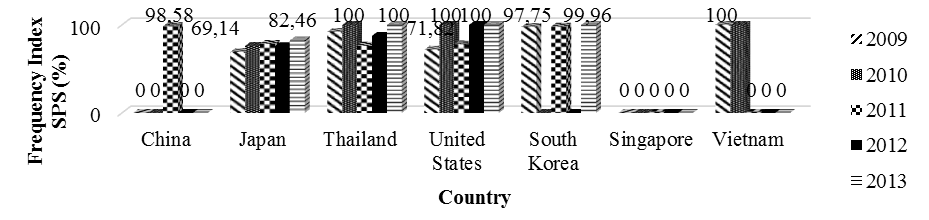 Frequency Index
SPS (%)
100
0
0 0 98,58 0 0
69,14 82,46
100 100
71,82 100 100
97,75 99,96
0 0 0 0 0
100 0 0 0
China
Japan
Thailand
United
States
South
Korea
Singapore
Vietnam
Country
2009
2010
2011
2012
2013